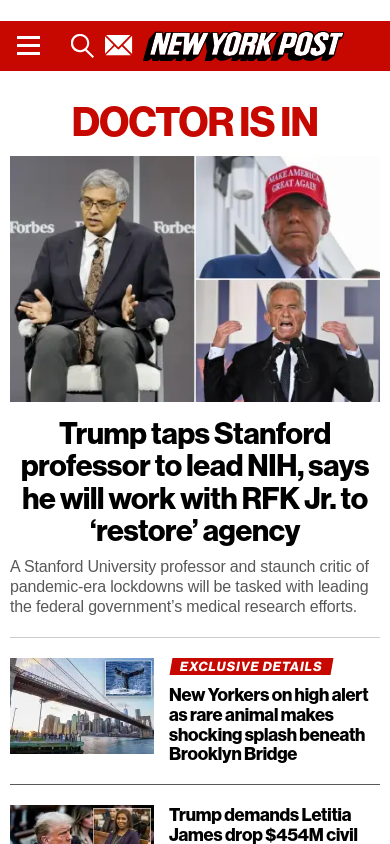 NEW YORK POST
DOCTOR IS IN
Forbes
Forbes
Forbes
MAKE AMERICA
GREAT AGAIN
Trump taps Stanford
professor to lead NIH, says
he will work with RFK Jr. to
‘restore’ agency
A Stanford University professor and staunch critic of
pandemic-era lockdowns will be tasked with leading
the federal government’s medical research efforts.
EXCLUSIVE DETAILS
New Yorkers on high alert
as rare animal makes
shocking splash beneath
Brooklyn Bridge
Trump demands Letitia
James drop $454M civil